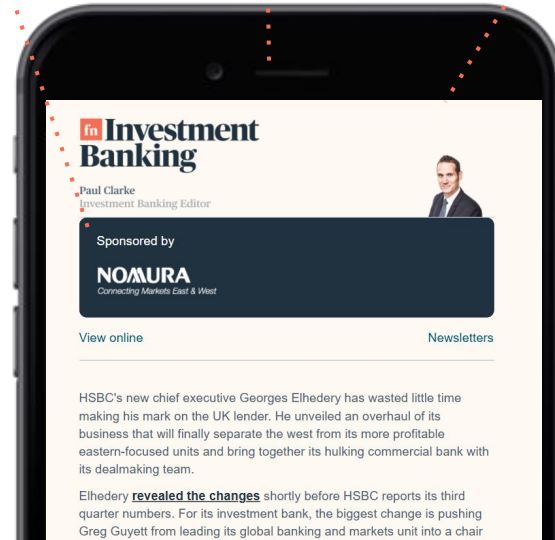 fn Investment
Banking
Paul Clarke
Investment Banking Editor
Sponsored by
NOMURA
Connecting Markets East & West
View online
Newsletters
HSBC's new chief executive Georges Elhedery has wasted little time
making his mark on the UK lender. He unveiled an overhaul of its
business that will finally separate the west from its more profitable
eastern-focused units and bring together its hulking commercial bank with
its dealmaking team.
Elhedery revealed the changes shortly before HSBC reports its third
quarter numbers. For its investment bank, the biggest change is pushing
Greg Guyett from leading its global banking and markets unit into a chair